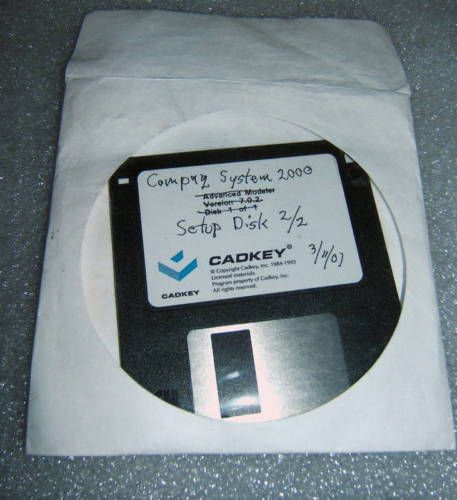 Compaq System 2000
Advanced Modeler
Version 7.0.2.
Disk 1 of 1
Setup Disk 2/2
CADKEY®
3/11/07
© Copyright Cadkey, Inc. 1984-1993
Licensed materials.
Program property of Cadkey, Inc.
All rights reserved.
CADKEY